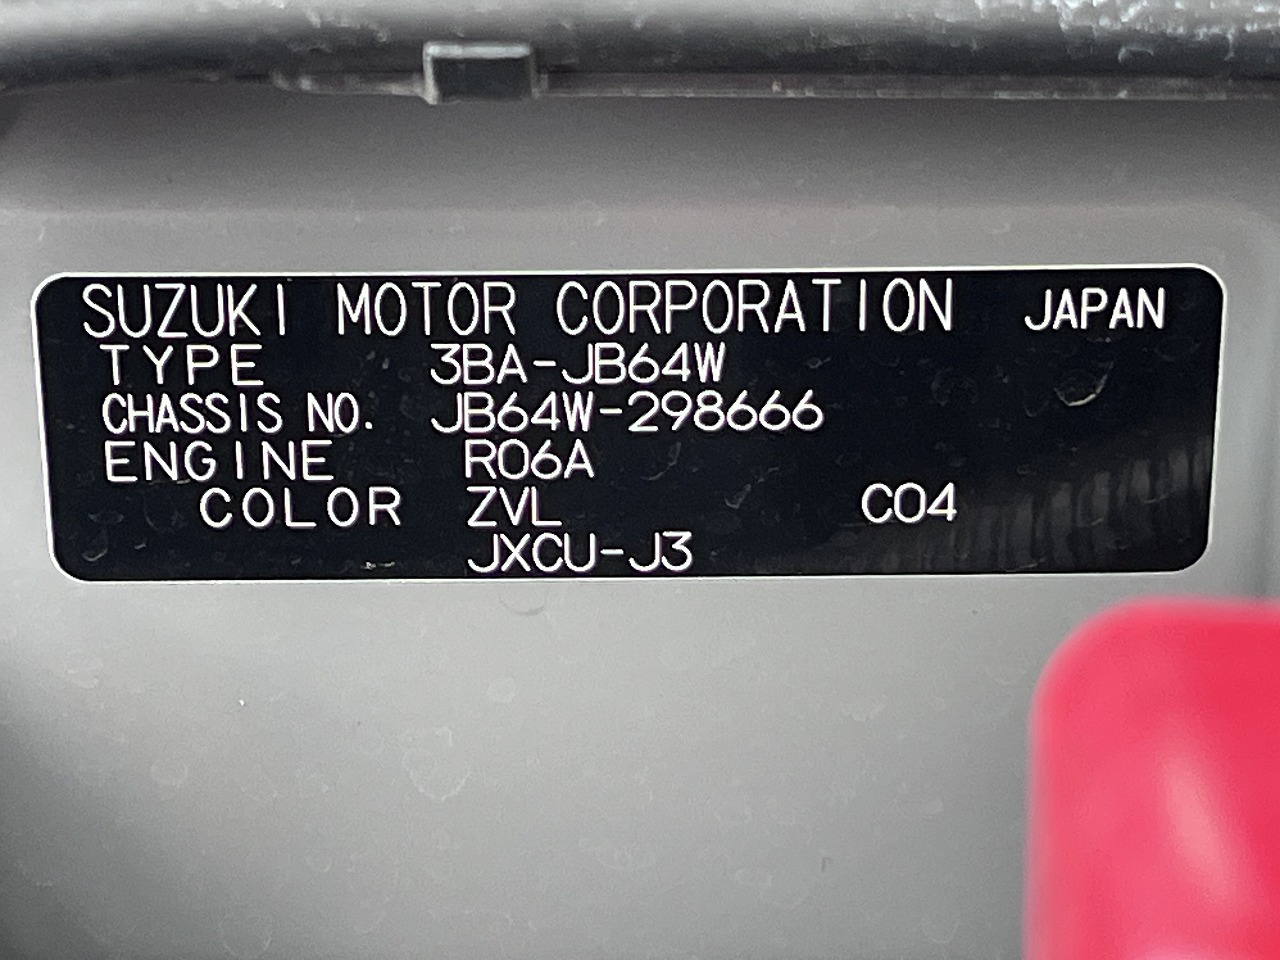 SUZUKI MOTOR CORPORATION JAPAN
TYPE 3BA-JB64W
CHASSIS NO. JB64W-298666
ENGINE R06A
COLOR ZVL C04
JXCU-J3